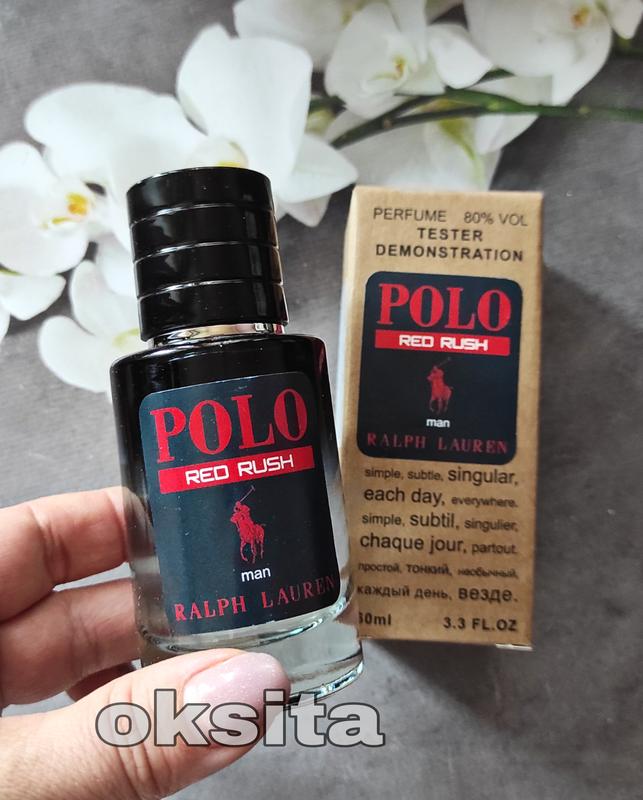 POLO
RED RUSH
man
RALPH LAUREN
PERFUME 80% VOL
TESTER
DEMONSTRATION
POLO
RED RUSH
man
RALPH LAUREN
simple, subtle, singular,
each day, everywhere.
simple, subtil, singulier,
chaque jour, partout.
простой, тонкий, необычный,
каждый день, везде.
60ml 3.3 FL.OZ
oksita